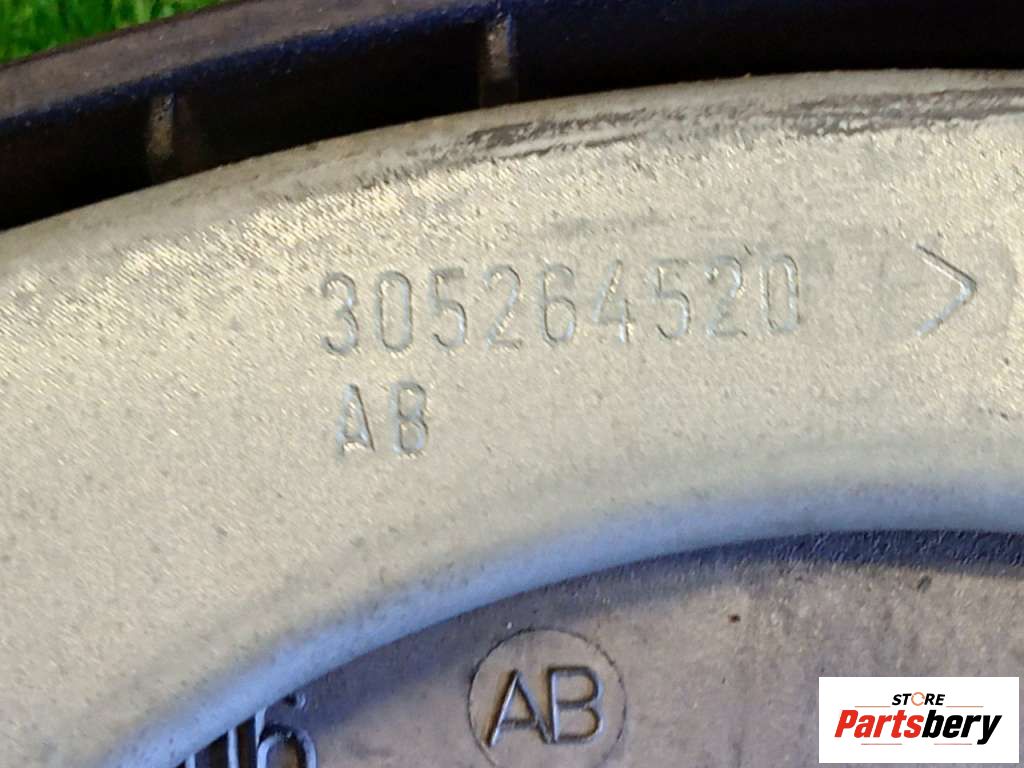 305264520 >
AB
AB
STORE
Partsbery